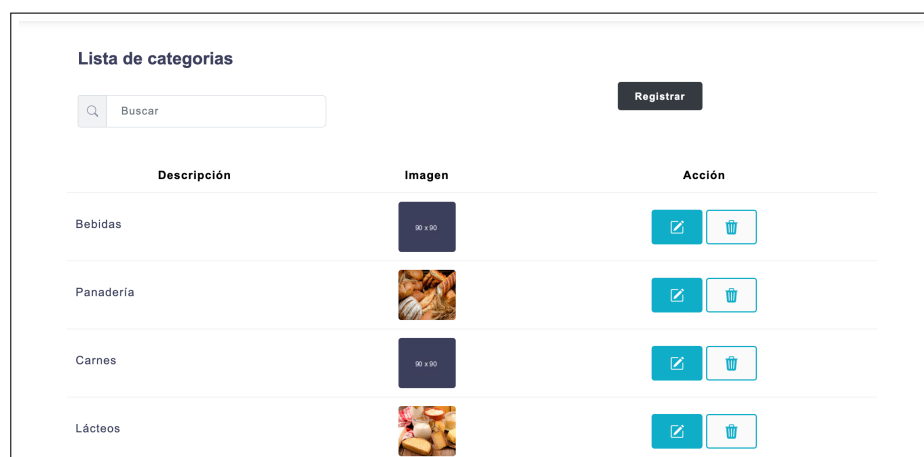 Lista de categorias
Registrar
Buscar
Descripción Imagen Acción
Bebidas 90 x 90
Panadería
Carnes 90 x 90
Lácteos